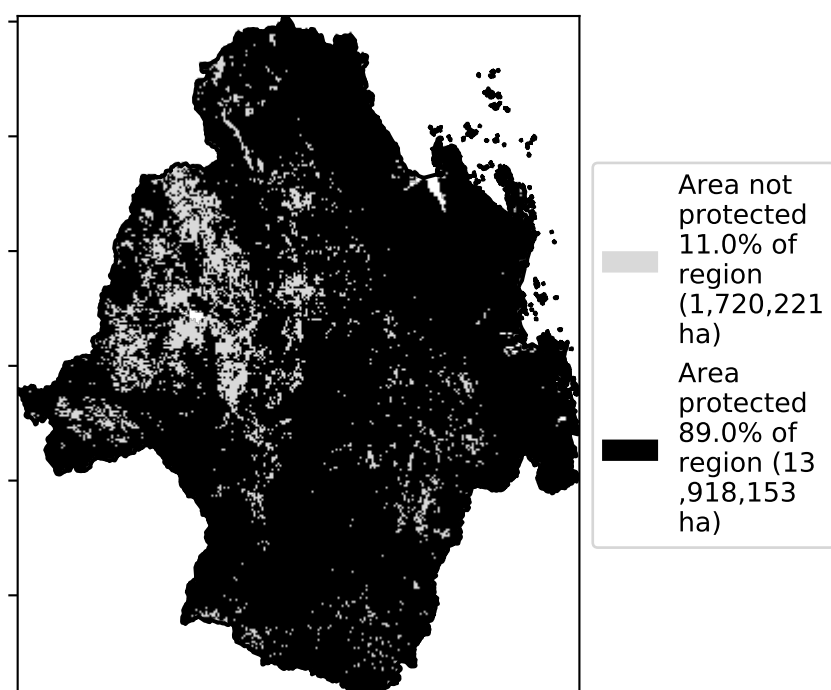 Area not
protected
11.0% of
region
(1,720,221
ha)
Area
protected
89.0% of
region (13
,918,153
ha)